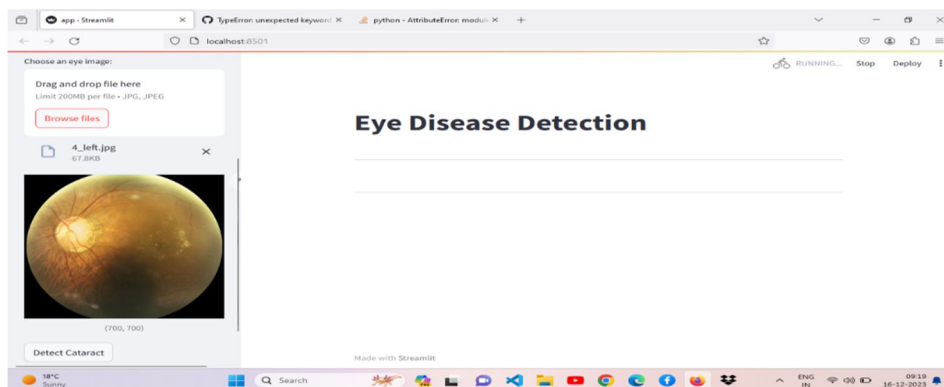 app · Streamlit
TypeError: unexpected keyword
python - AttributeError: modul
localhost:8501
Choose an eye image:
RUNNING...
Stop
Deploy
Drag and drop file here
Limit 200MB per file • JPG, JPEG
Browse files
Eye Disease Detection
4_left.jpg
67.8KB
(700, 700)
Detect Cataract
Made with Streamlit
18°C
Sunny
Search
ENG
IN
09:19
16-12-2023